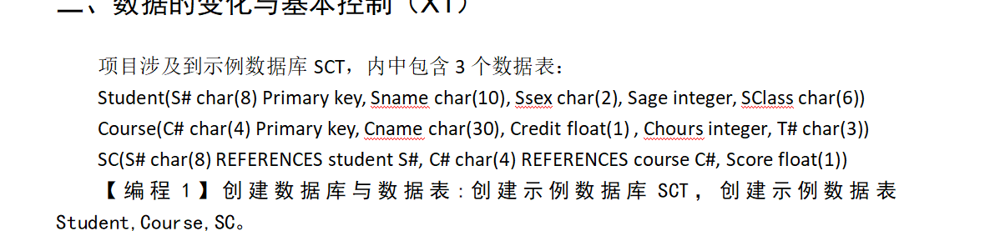 二、数据的变化与基本控制（XT）
项目涉及到示例数据库 SCT，内中包含 3 个数据表：
Student(S# char(8) Primary key, Sname char(10), Ssex char(2), Sage integer, SClass char(6))
Course(C# char(4) Primary key, Cname char(30), Credit float(1) , Chours integer, T# char(3))
SC(S# char(8) REFERENCES student S#, C# char(4) REFERENCES course C#, Score float(1))
【编程 1】创建数据库与数据表:创建示例数据库 SCT，创建示例数据表
Student,Course,SC。